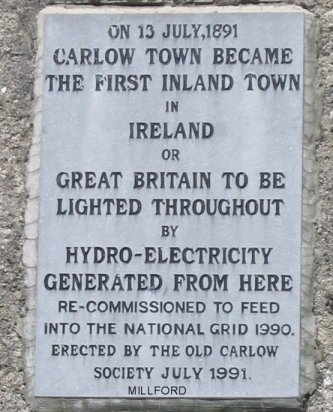 ON 13 JULY,1891
CARLOW TOWN BECAME
THE FIRST INLAND TOWN
IN
IRELAND
OR
GREAT BRITAIN TO BE
LIGHTED THROUGHOUT
BY
HYDRO-ELECTRICITY
GENERATED FROM HERE
RE-COMMISSIONED TO FEED
INTO THE NATIONAL GRID 1990.
ERECTED BY THE OLD CARLOW
SOCIETY JULY 1991.
MILLFORD